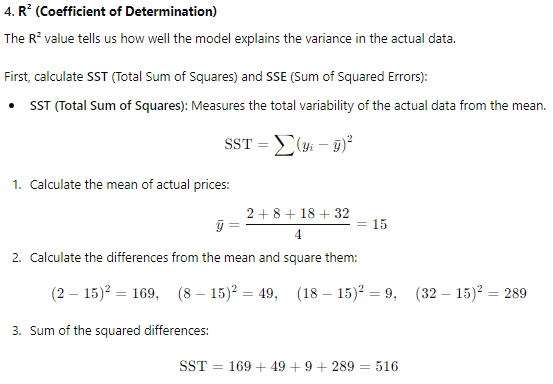 4. R² (Coefficient of Determination)
The R² value tells us how well the model explains the variance in the actual data.
First, calculate SST (Total Sum of Squares) and SSE (Sum of Squared Errors):
• SST (Total Sum of Squares): Measures the total variability of the actual data from the mean.
SST = ∑(yᵢ − ȳ)²
1. Calculate the mean of actual prices:
ȳ = (2 + 8 + 18 + 32)/4 = 15
2. Calculate the differences from the mean and square them:
(2 − 15)² = 169, (8 − 15)² = 49, (18 − 15)² = 9, (32 − 15)² = 289
3. Sum of the squared differences:
SST = 169 + 49 + 9 + 289 = 516